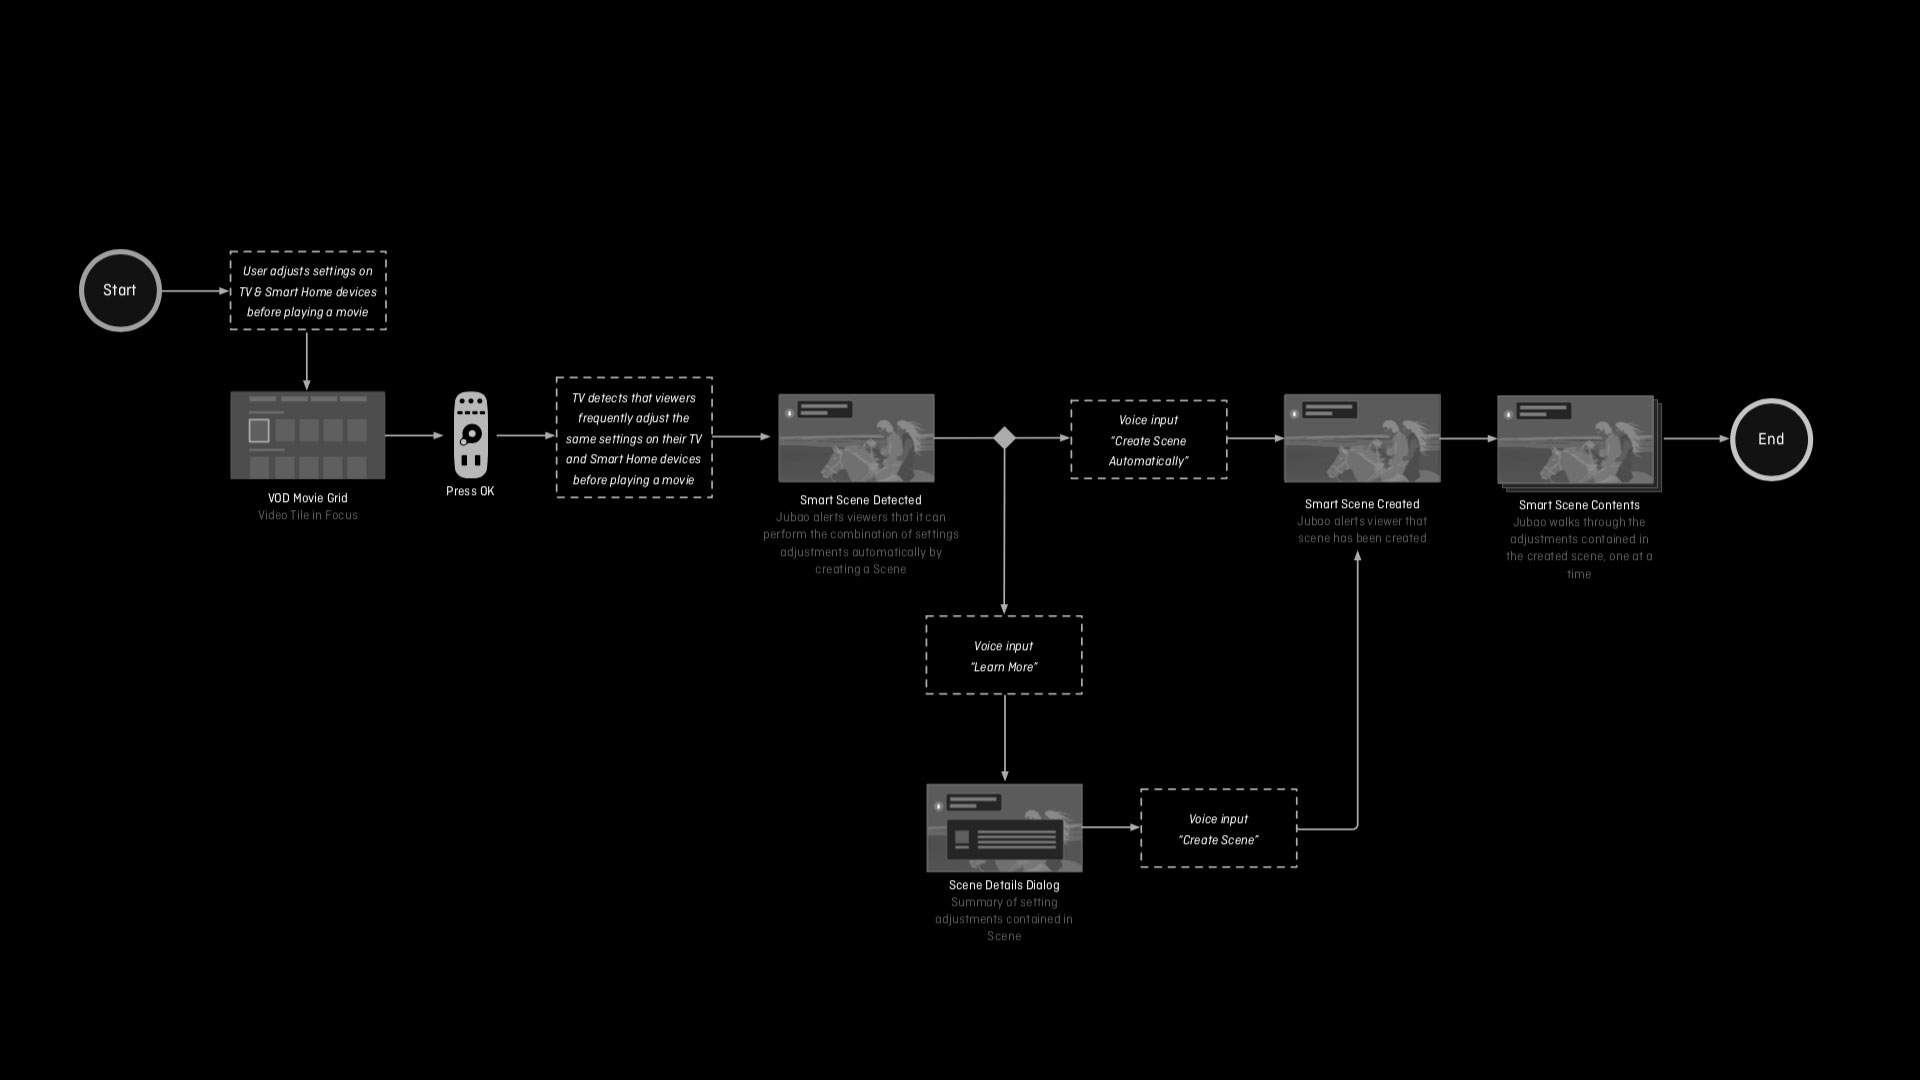 Start
User adjusts settings on
TV & Smart Home devices
before playing a movie
VOD Movie Grid
Video Tile in Focus
Press OK
TV detects that viewers
frequently adjust the
same settings on their TV
and Smart Home devices
before playing a movie
Smart Scene Detected
Jubao alerts viewers that it can
perform the combination of settings
adjustments automatically by
creating a Scene
Voice input
“Create Scene
Automatically”
Smart Scene Created
Jubao alerts viewer that
scene has been created
Smart Scene Contents
Jubao walks through the
adjustments contained in
the created scene, one at a
time
End
Voice input
“Learn More”
Scene Details Dialog
Summary of setting
adjustments contained in
Scene
Voice input
“Create Scene”